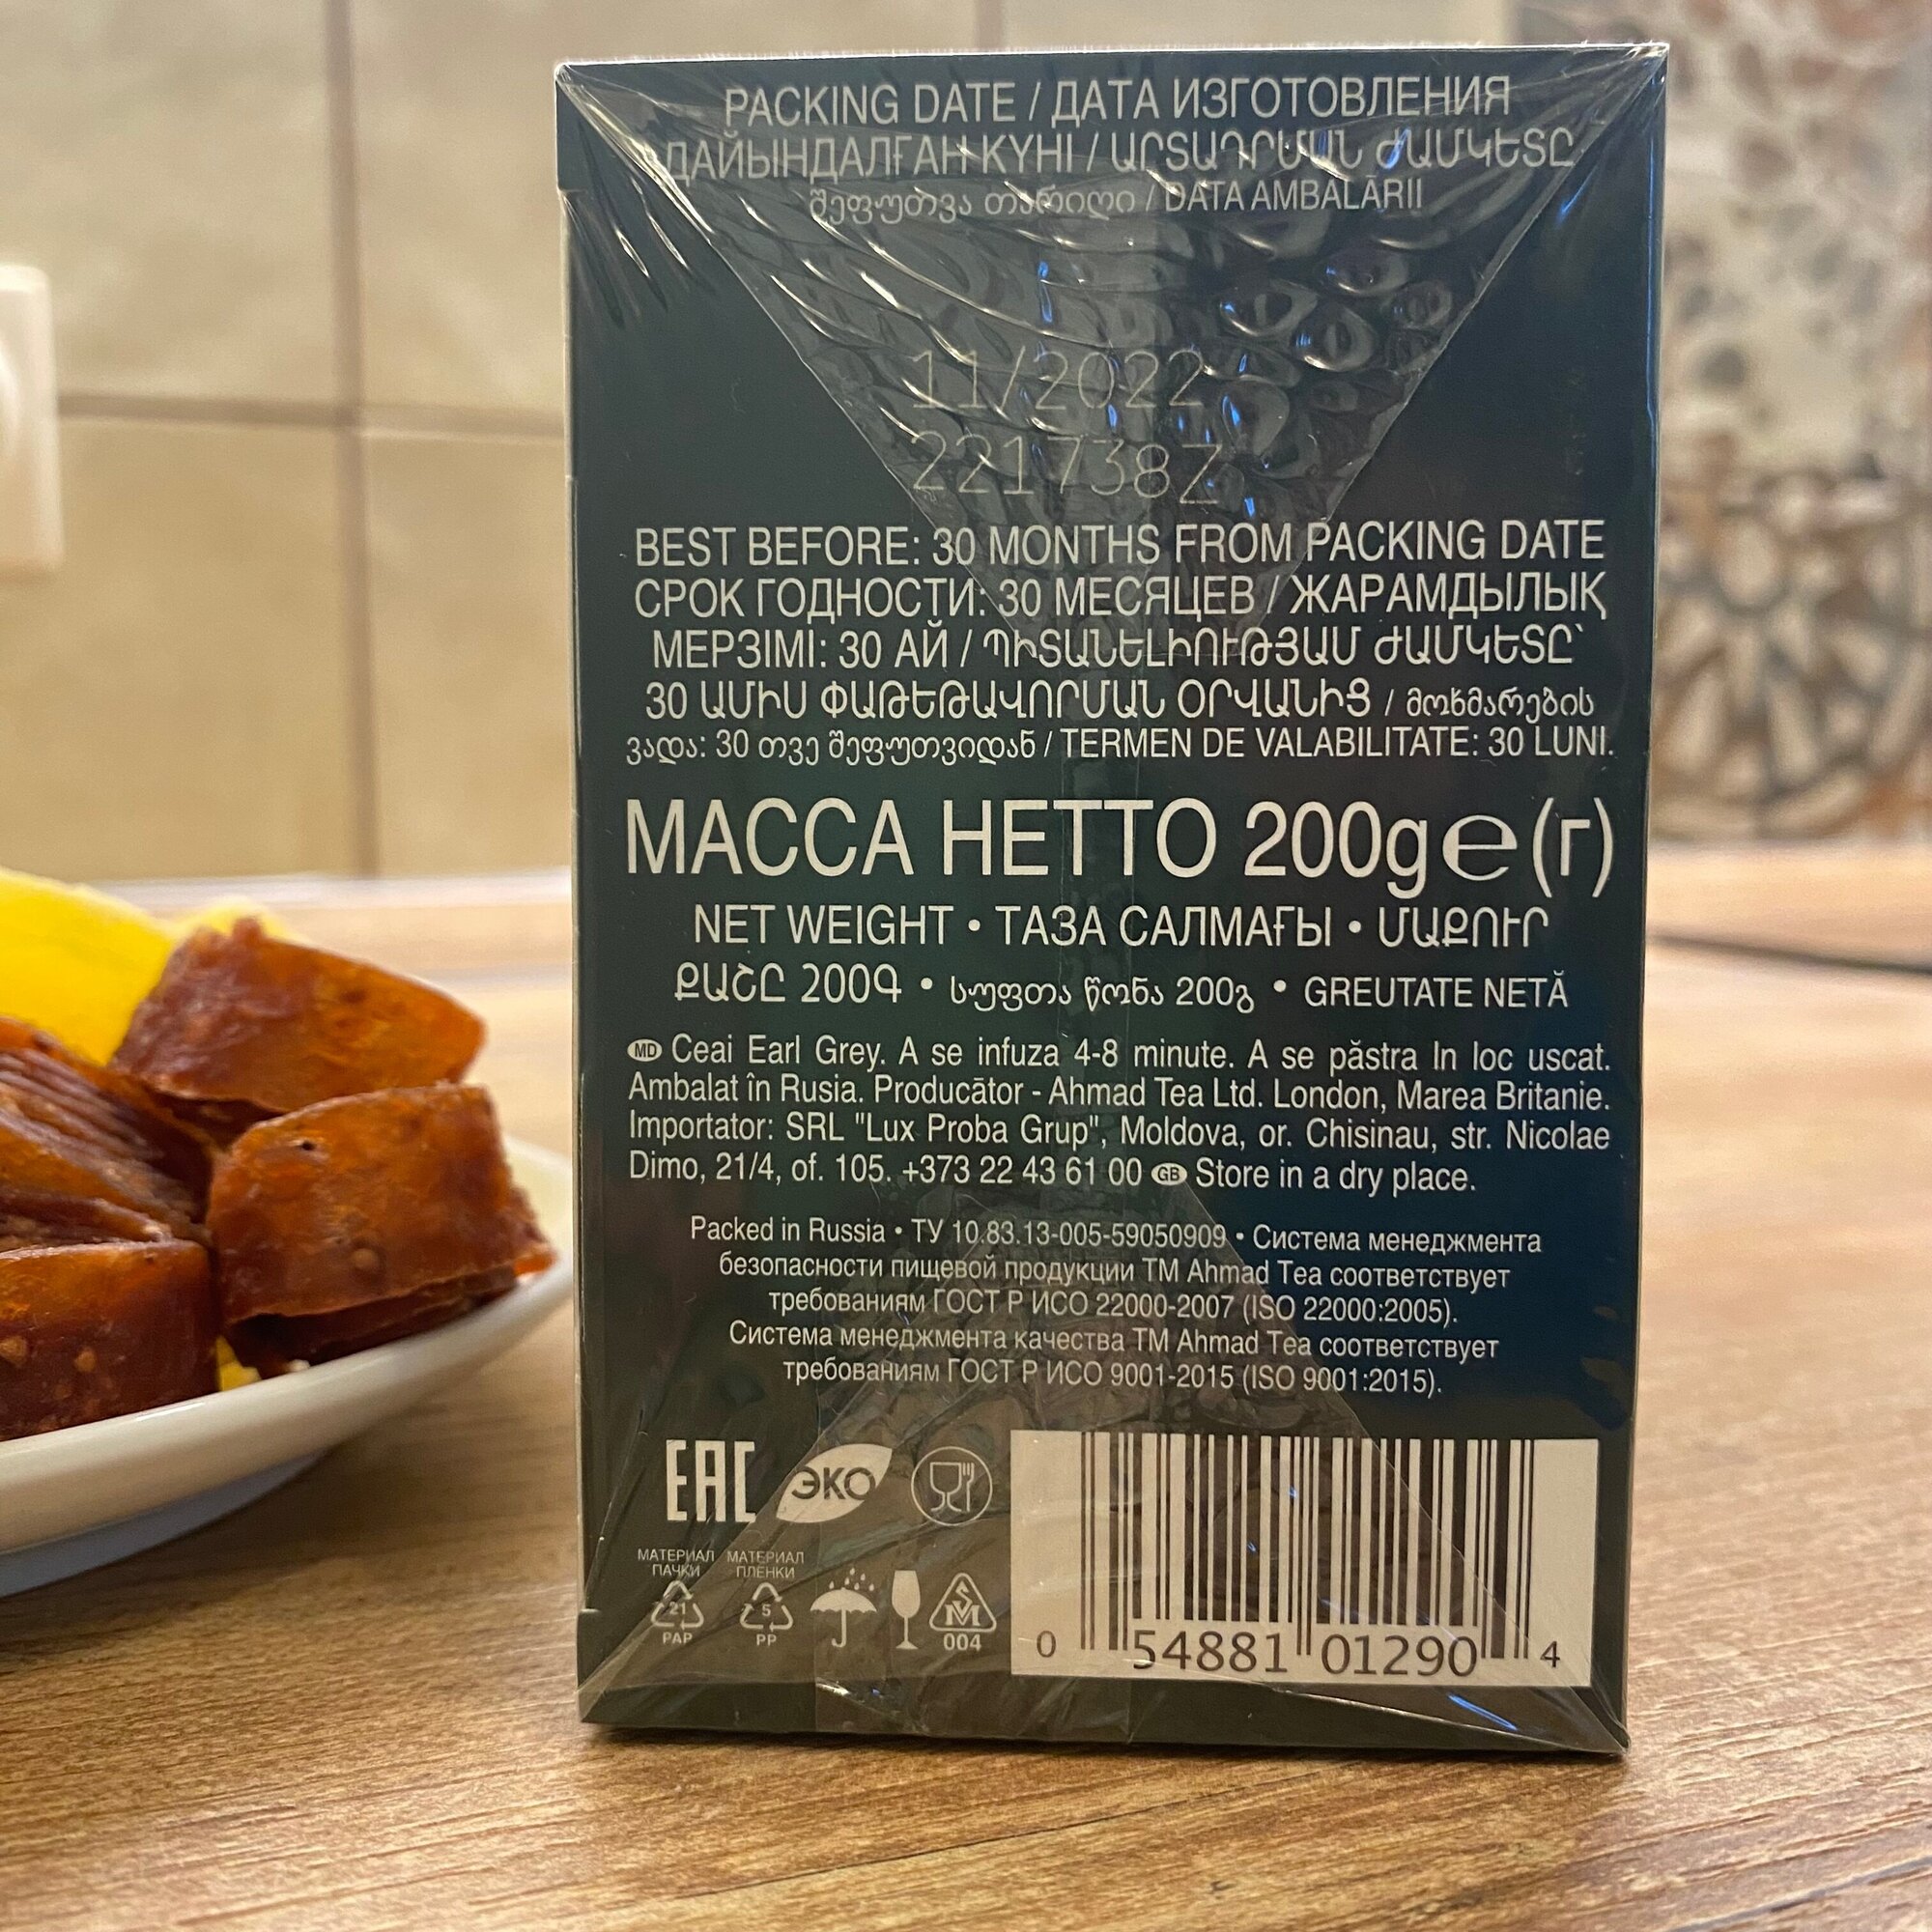 PACKING DATE / ДАТА ИЗГОТОВЛЕНИЯ
ДАЙЫНДАЛҒАН КҮНІ / ԱՐՏԱԴՐՄԱՆ ԺԱՄԿԵՏԸ
შეფუთვა თარიღი / DATA AMBALĀRII
11/2022
221738Z
BEST BEFORE: 30 MONTHS FROM PACKING DATE
СРОК ГОДНОСТИ: 30 МЕСЯЦЕВ / ЖАРАМДЫЛЫҚ
МЕРЗІМІ: 30 АЙ / ՊԻՏԱՆԵԼԻՈՒԹՅԱՄ ԺԱՄԿԵՏԸ՝
30 ԱՄԻՍ ՓԱԹԵԹԱՎՈՐՄԱՆ ՕՐՎԱՆԻՑ / მოხმარების
ვადა: 30 თვე შეფუთვიდან / TERMEN DE VALABILITATE: 30 LUNI.
МАССА НЕТТО 200g℮(г)
NET WEIGHT • ТАЗА САЛМАҒЫ • ՄԱՔՈՒՐ
ՔԱՇԸ 200Գ • სუფთა წონა 200გ • GREUTATE NETĂ
MD Ceai Earl Grey. A se infuza 4-8 minute. A se păstra In loc uscat.
Ambalat în Rusia. Producător - Ahmad Tea Ltd. London, Marea Britanie.
Importator: SRL "Lux Proba Grup", Moldova, or. Chisinau, str. Nicolae
Dimo, 21/4, of. 105. +373 22 43 61 00 GB Store in a dry place.
Packed in Russia • ТУ 10.83.13-005-59050909 • Система менеджмента
безопасности пищевой продукции ТМ Ahmad Tea соответствует
требованиям ГОСТ Р ИСО 22000-2007 (ISO 22000:2005).
Система менеджмента качества ТМ Ahmad Tea соответствует
требованиям ГОСТ Р ИСО 9001-2015 (ISO 9001:2015).
EAC ЭКО
МАТЕРИАЛ ПАЧКИ МАТЕРИАЛ ПЛЕНКИ
21 PAP 5 PP SM 004
0 54881 01290 4